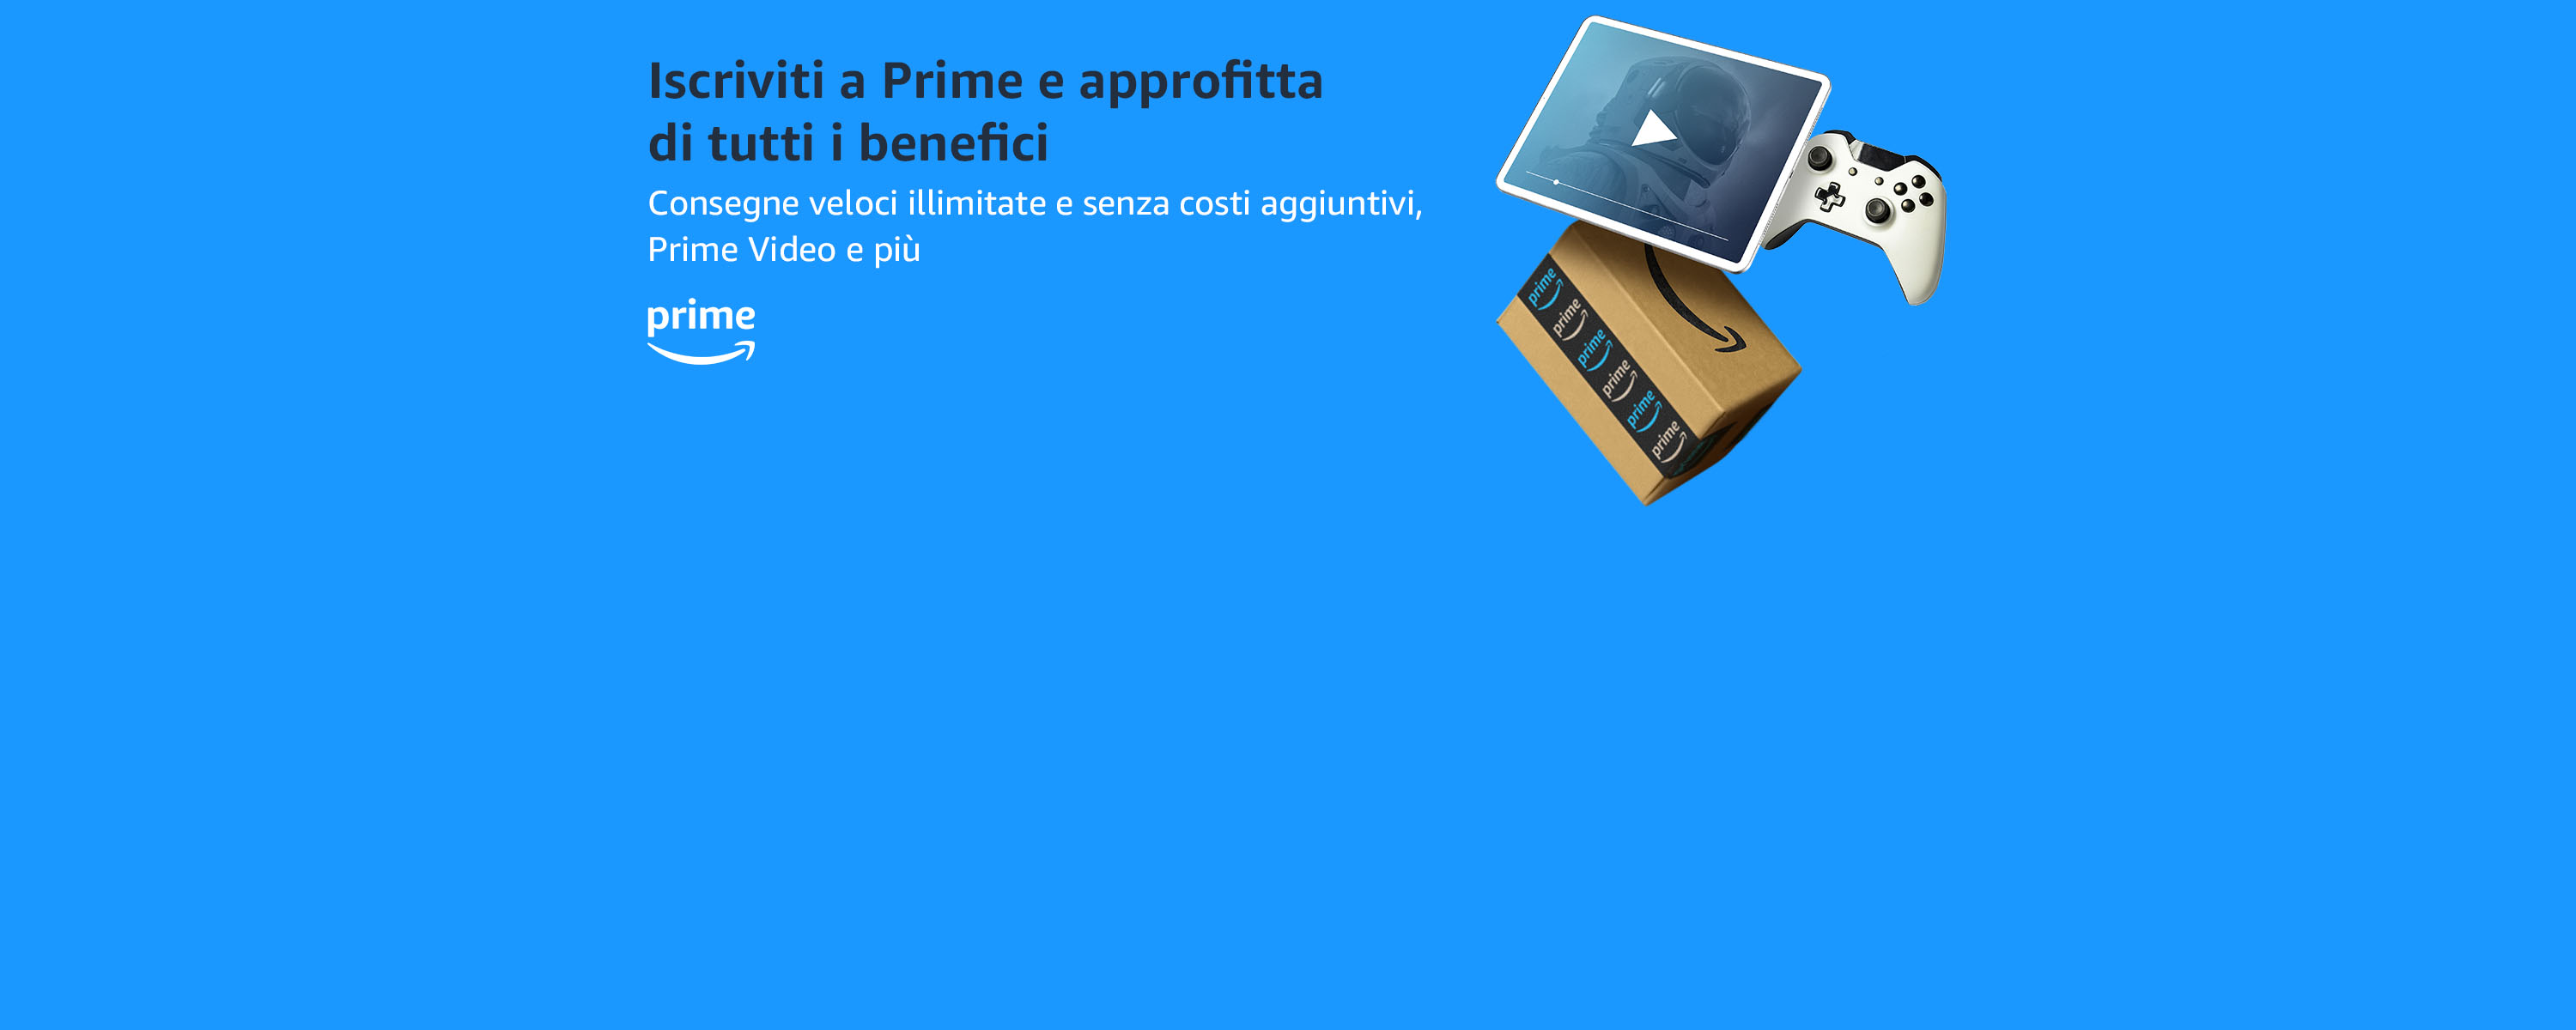 Iscriviti a Prime e approfitta
di tutti i benefici
Consegne veloci illimitate e senza costi aggiuntivi,
Prime Video e più
prime
prime
prime
prime
prime
prime
prime